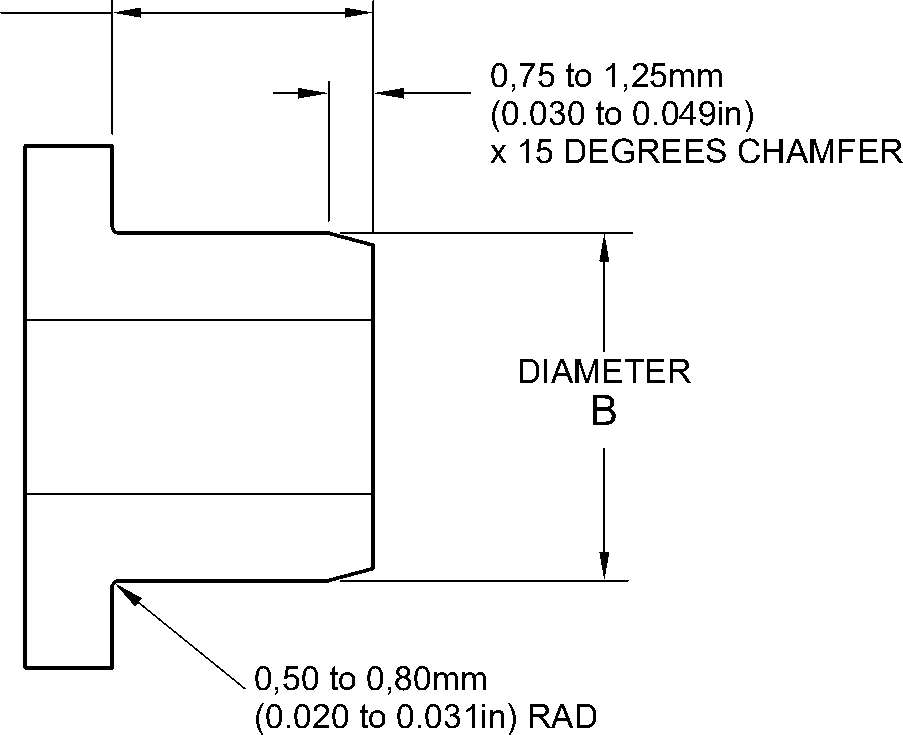 0,75 to 1,25mm
(0.030 to 0.049in)
x 15 DEGREES CHAMFER
DIAMETER
B
0,50 to 0,80mm
(0.020 to 0.031in) RAD